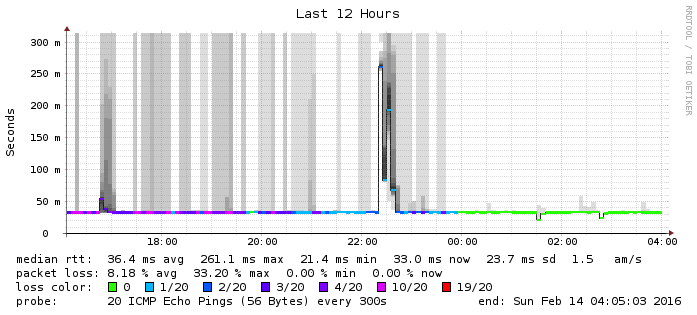 Last 12 Hours
RRDTOOL / TOBI OETIKER
Seconds
300 m
250 m
200 m
150 m
100 m
50 m
0
18:00 20:00 22:00 00:00 02:00 04:00
median rtt: 36.4 ms avg 261.1 ms max 21.4 ms min 33.0 ms now 23.7 ms sd 1.5 am/s
packet loss: 8.18 % avg 33.20 % max 0.00 % min 0.00 % now
loss color: 0 1/20 2/20 3/20 4/20 10/20 19/20
probe: 20 ICMP Echo Pings (56 Bytes) every 300s end: Sun Feb 14 04:05:03 2016